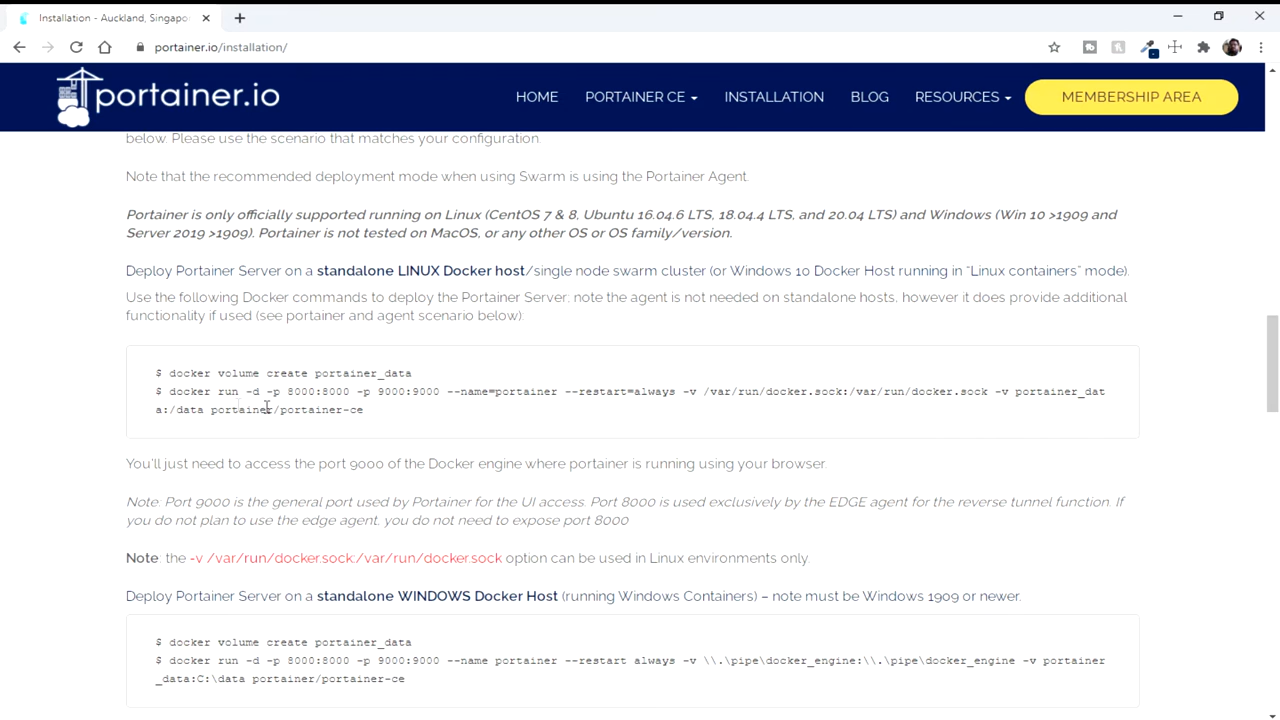 Installation - Auckland, Singapo
portainer.io/installation/
portainer.io
HOME
PORTAINER CE
INSTALLATION
BLOG
RESOURCES
MEMBERSHIP AREA
below. Please use the scenario that matches your configuration.
Note that the recommended deployment mode when using Swarm is using the Portainer Agent.
Portainer is only officially supported running on Linux (CentOS 7 & 8, Ubuntu 16.04.6 LTS, 18.04.4 LTS, and 20.04 LTS) and Windows (Win 10 >1909 and
Server 2019 >1909). Portainer is not tested on MacOS, or any other OS or OS family/version.
Deploy Portainer Server on a standalone LINUX Docker host/single node swarm cluster (or Windows 10 Docker Host running in "Linux containers" mode).
Use the following Docker commands to deploy the Portainer Server; note the agent is not needed on standalone hosts, however it does provide additional
functionality if used (see portainer and agent scenario below):
$ docker volume create portainer_data
$ docker run -d -p 8000:8000 -p 9000:9000 --name=portainer --restart=always -v /var/run/docker.sock:/var/run/docker.sock -v portainer_dat
a:/data portainer/portainer-ce
You'll just need to access the port 9000 of the Docker engine where portainer is running using your browser.
Note: Port 9000 is the general port used by Portainer for the UI access. Port 8000 is used exclusively by the EDGE agent for the reverse tunnel function. If
you do not plan to use the edge agent, you do not need to expose port 8000
Note: the -v /var/run/docker.sock:/var/run/docker.sock option can be used in Linux environments only.
Deploy Portainer Server on a standalone WINDOWS Docker Host (running Windows Containers) – note must be Windows 1909 or newer.
$ docker volume create portainer_data
$ docker run -d -p 8000:8000 -p 9000:9000 --name portainer --restart always -v \\.\pipe\docker_engine:\\.\pipe\docker_engine -v portainer
_data:C:\data portainer/portainer-ce